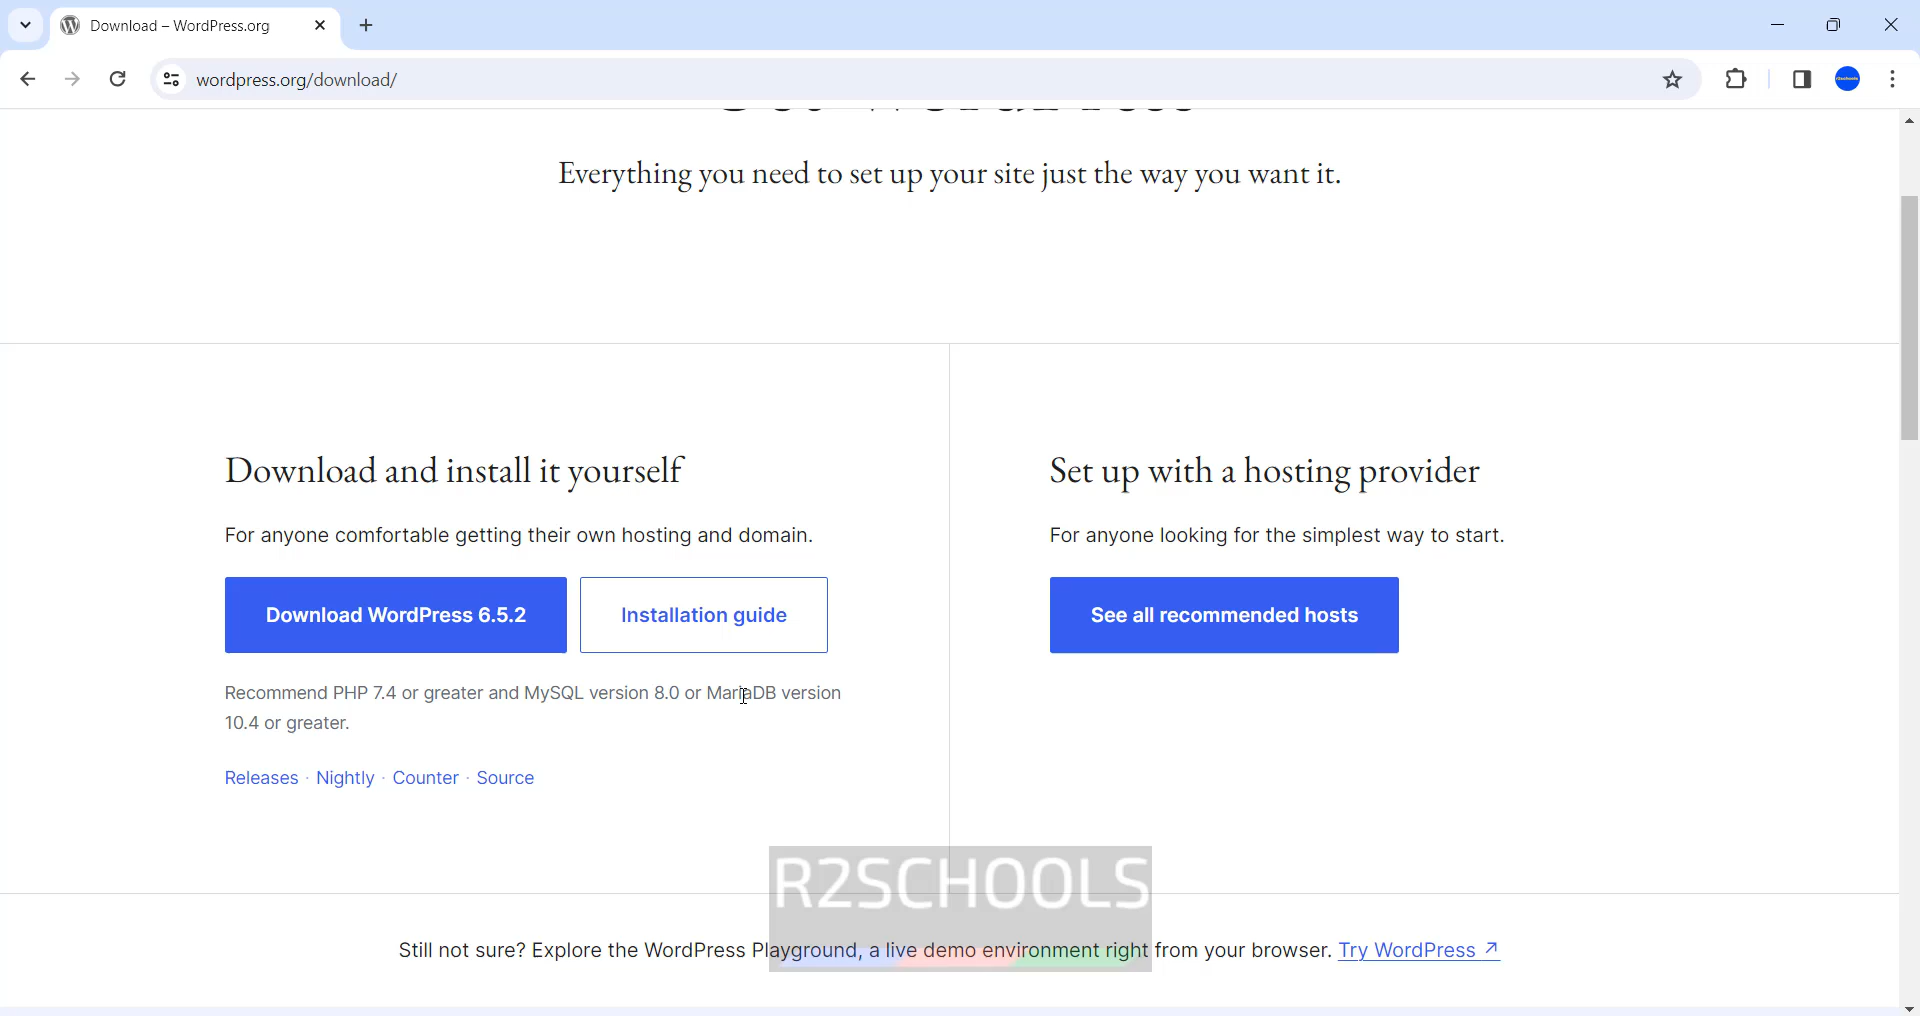 Download – WordPress.org
wordpress.org/download/
Get WordPress
Everything you need to set up your site just the way you want it.
Download and install it yourself
For anyone comfortable getting their own hosting and domain.
Download WordPress 6.5.2
Installation guide
Recommend PHP 7.4 or greater and MySQL version 8.0 or MariaDB version
10.4 or greater.
Releases · Nightly · Counter · Source
Set up with a hosting provider
For anyone looking for the simplest way to start.
See all recommended hosts
R2SCHOOLS
Still not sure? Explore the WordPress Playground, a live demo environment right from your browser. Try WordPress ↗